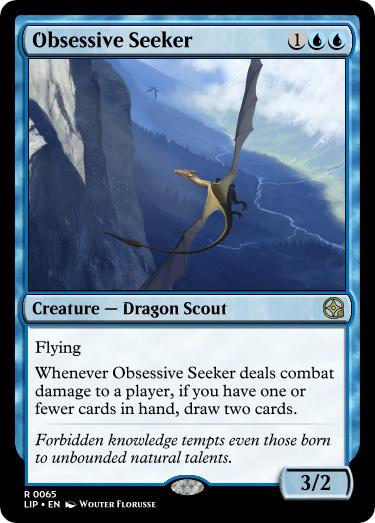 Obsessive Seeker 1
Creature — Dragon Scout
Flying
Whenever Obsessive Seeker deals combat
damage to a player, if you have one or
fewer cards in hand, draw two cards.
Forbidden knowledge tempts even those born
to unbounded natural talents.
3/2
R 0065
LIP • EN Wouter Florusse